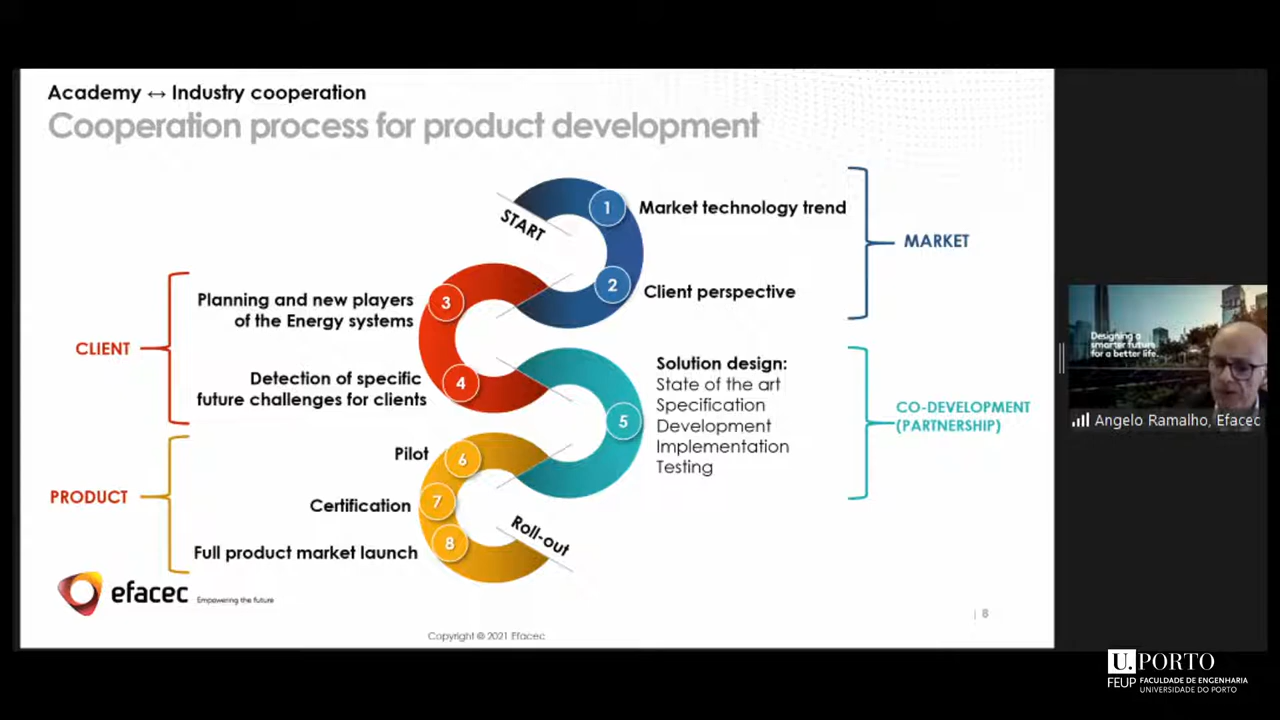 Academy ↔ Industry cooperation
Cooperation process for product development
START
1
Market technology trend
MARKET
2
Client perspective
3
Planning and new players
of the Energy systems
CLIENT
4
Detection of specific
future challenges for clients
5
Solution design:
State of the art
Specification
Development
Implementation
Testing
CO-DEVELOPMENT
(PARTNERSHIP)
6
Pilot
PRODUCT
7
Certification
8
Full product market launch
Roll-out
efacec
Empowering the future
| 8
Copyright @ 2021 Efacec
Designing a
smarter future
for a better life.
Angelo Ramalho, Efacec
U.PORTO
FEUP FACULDADE DE ENGENHARIA
UNIVERSIDADE DO PORTO